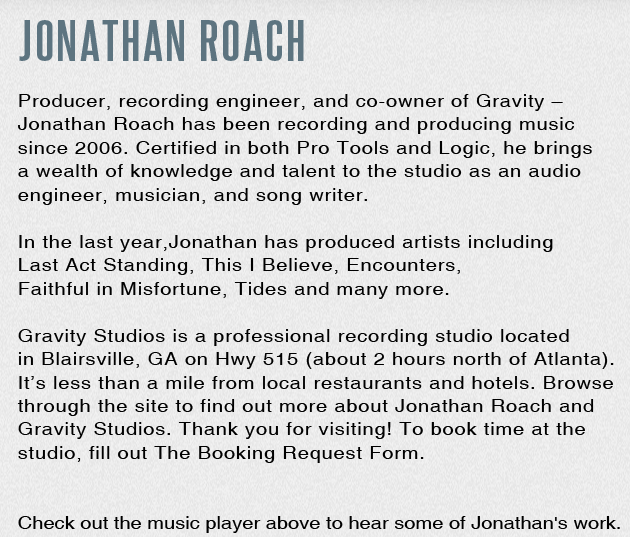 JONATHAN ROACH
Producer, recording engineer, and co-owner of Gravity –
Jonathan Roach has been recording and producing music
since 2006. Certified in both Pro Tools and Logic, he brings
a wealth of knowledge and talent to the studio as an audio
engineer, musician, and song writer.
In the last year,Jonathan has produced artists including
Last Act Standing, This I Believe, Encounters,
Faithful in Misfortune, Tides and many more.
Gravity Studios is a professional recording studio located
in Blairsville, GA on Hwy 515 (about 2 hours north of Atlanta).
It’s less than a mile from local restaurants and hotels. Browse
through the site to find out more about Jonathan Roach and
Gravity Studios. Thank you for visiting! To book time at the
studio, fill out The Booking Request Form.
Check out the music player above to hear some of Jonathan's work.